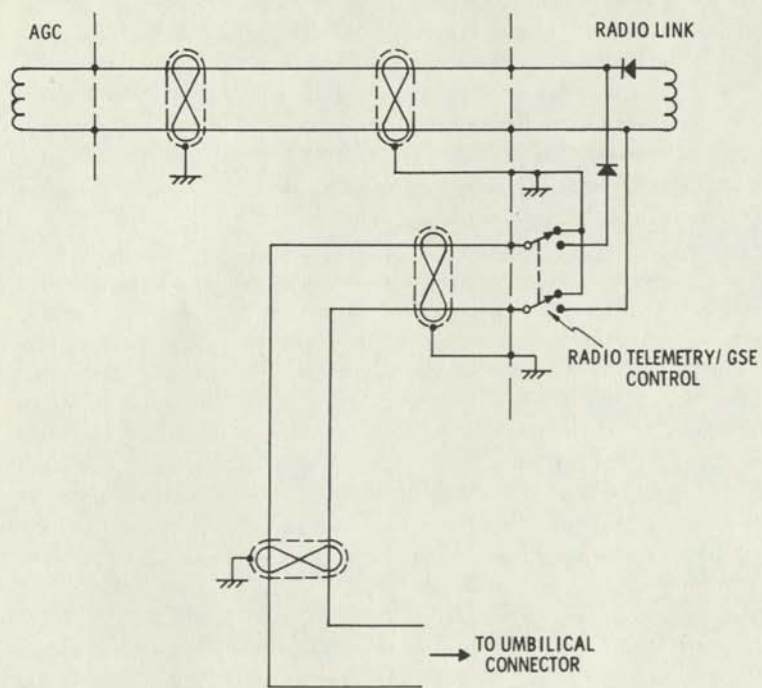 AGC
RADIO LINK
RADIO TELEMETRY/ GSE
CONTROL
TO UMBILICAL
CONNECTOR